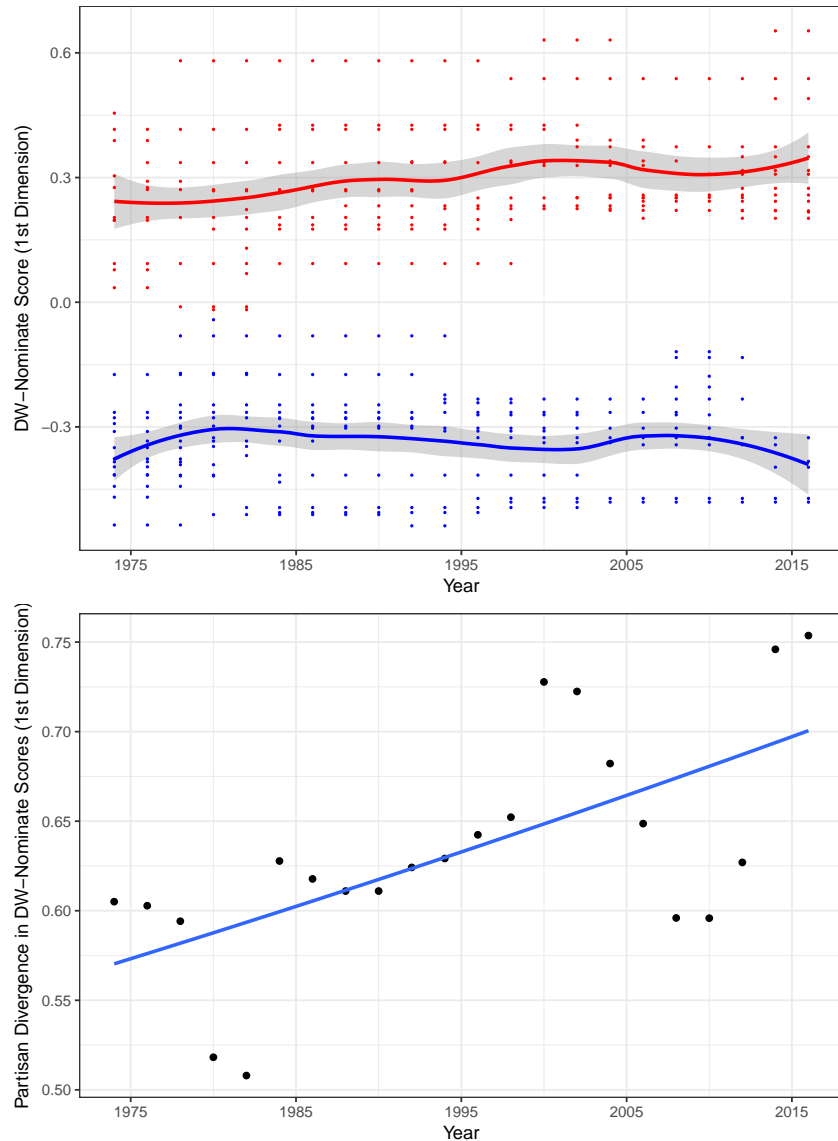 DW−Nominate Score (1st Dimension)
0.6
0.3
0.0
−0.3
1975 1985 1995 2005 2015
Year
Partisan Divergence in DW−Nominate Scores (1st Dimension)
0.75
0.70
0.65
0.60
0.55
0.50
1975 1985 1995 2005 2015
Year